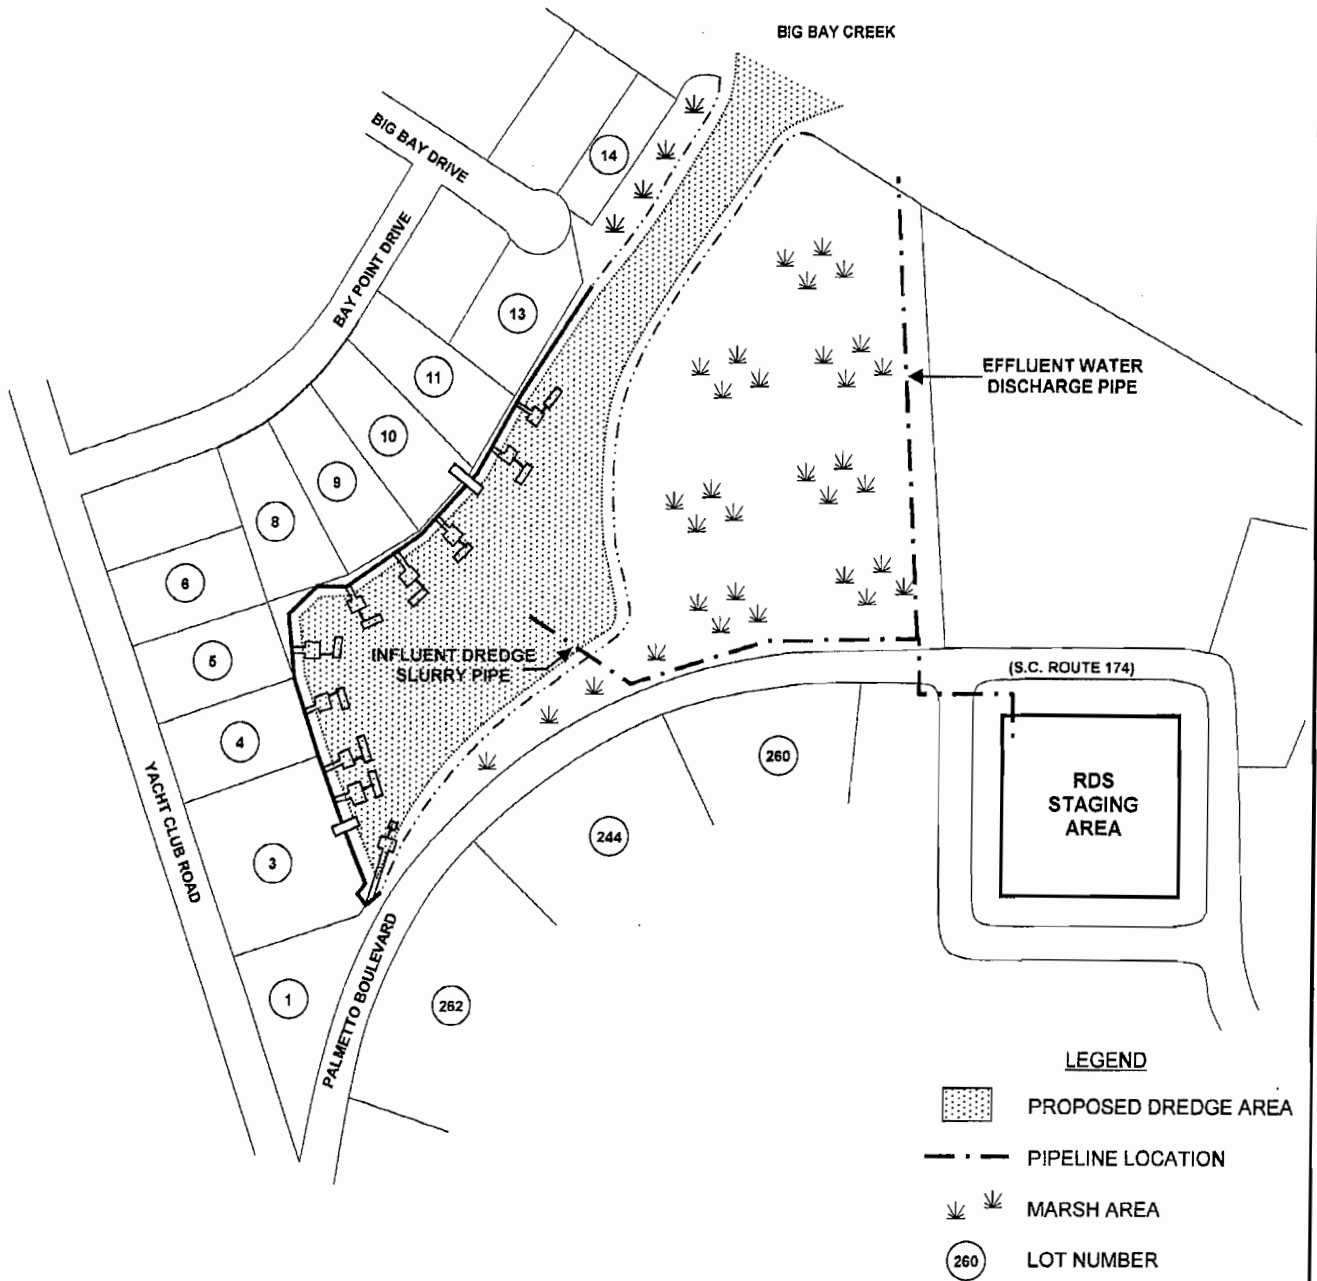 BIG BAY CREEK
BIG BAY DRIVE
14
BAY POINT DRIVE
13
11
EFFLUENT WATER
DISCHARGE PIPE
10
9
8
6
5
INFLUENT DREDGE
SLURRY PIPE
(S.C. ROUTE 174)
4
260
RDS
STAGING
AREA
YACHT CLUB ROAD
244
3
PALMETTO BOULEVARD
1
262
LEGEND
PROPOSED DREDGE AREA
PIPELINE LOCATION
MARSH AREA
260 LOT NUMBER